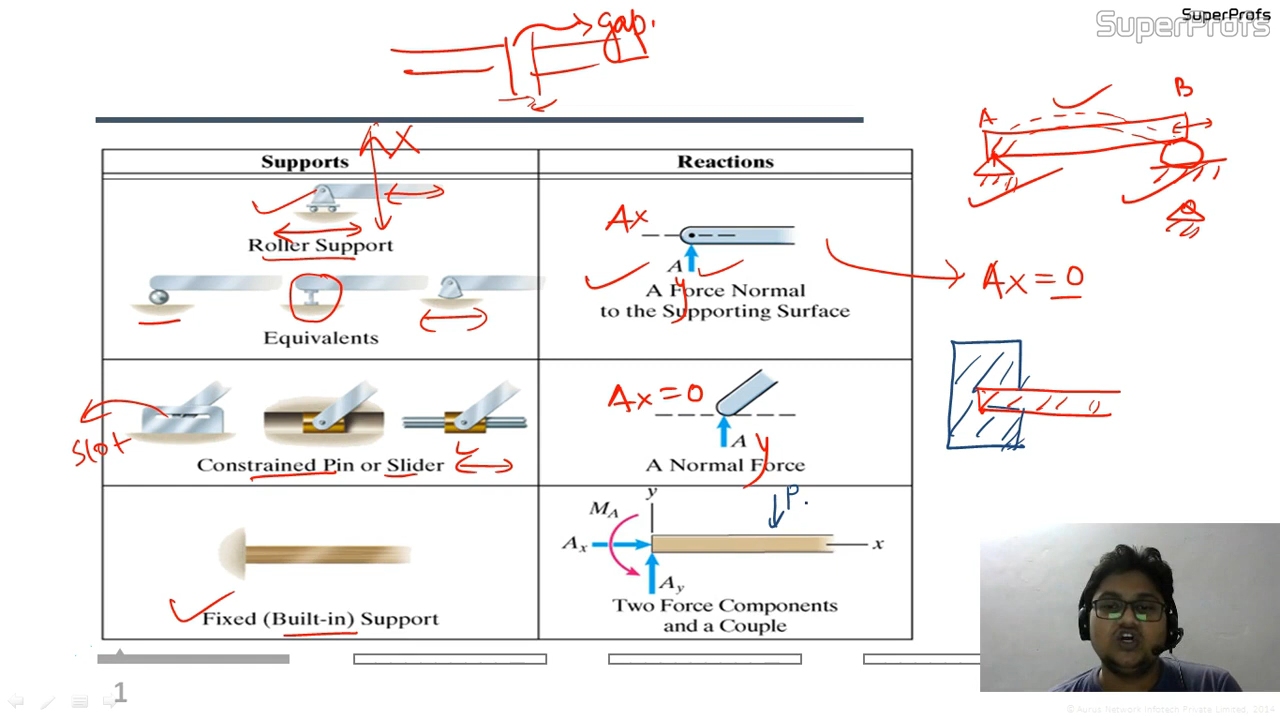 SuperProfs
SuperProfs
gap.
B
A
Supports
Reactions
X
Ax
Roller Support
A
y
A Force Normal
to the Supporting Surface
Ax = 0
Equivalents
Ax = 0
slot
A
y
Constrained Pin or Slider
A Normal Force
y
P.
MA
Ax
x
Ay
Fixed (Built-in) Support
Two Force Components
and a Couple
1
© Aurus Network Infotech Private Limited, 2014